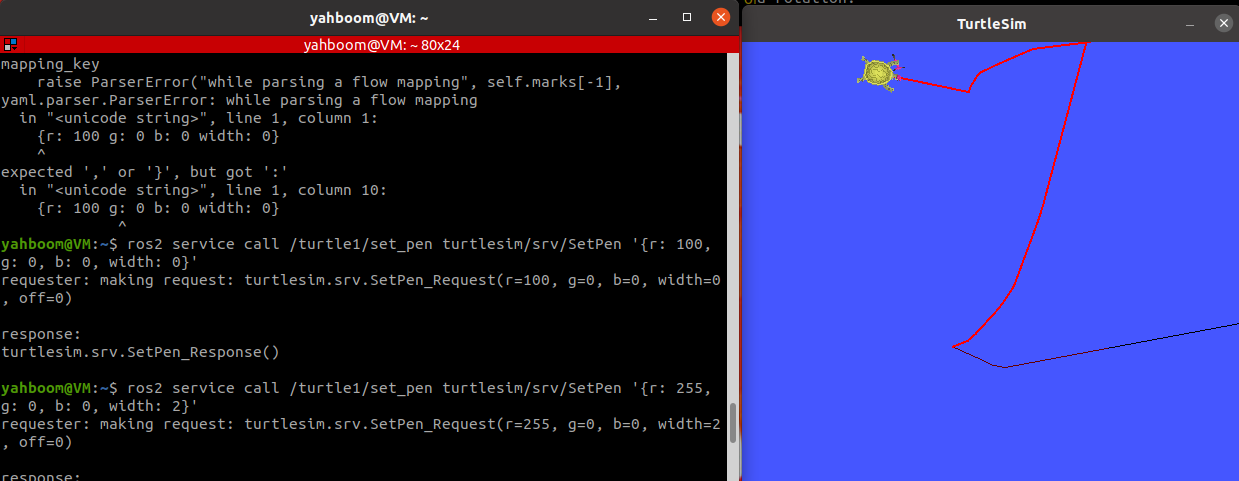 yahboom@VM: ~
yahboom@VM: ~ 80x24
mapping_key
    raise ParserError("while parsing a flow mapping", self.marks[-1],
yaml.parser.ParserError: while parsing a flow mapping
  in "<unicode string>", line 1, column 1:
    {r: 100 g: 0 b: 0 width: 0}
    ^
expected ',' or '}', but got ':'
  in "<unicode string>", line 1, column 10:
    {r: 100 g: 0 b: 0 width: 0}
             ^
yahboom@VM:~$ ros2 service call /turtle1/set_pen turtlesim/srv/SetPen '{r: 100,
g: 0, b: 0, width: 0}'
requester: making request: turtlesim.srv.SetPen_Request(r=100, g=0, b=0, width=0
, off=0)

response:
turtlesim.srv.SetPen_Response()

yahboom@VM:~$ ros2 service call /turtle1/set_pen turtlesim/srv/SetPen '{r: 255,
g: 0, b: 0, width: 2}'
requester: making request: turtlesim.srv.SetPen_Request(r=255, g=0, b=0, width=2
, off=0)

response:
TurtleSim